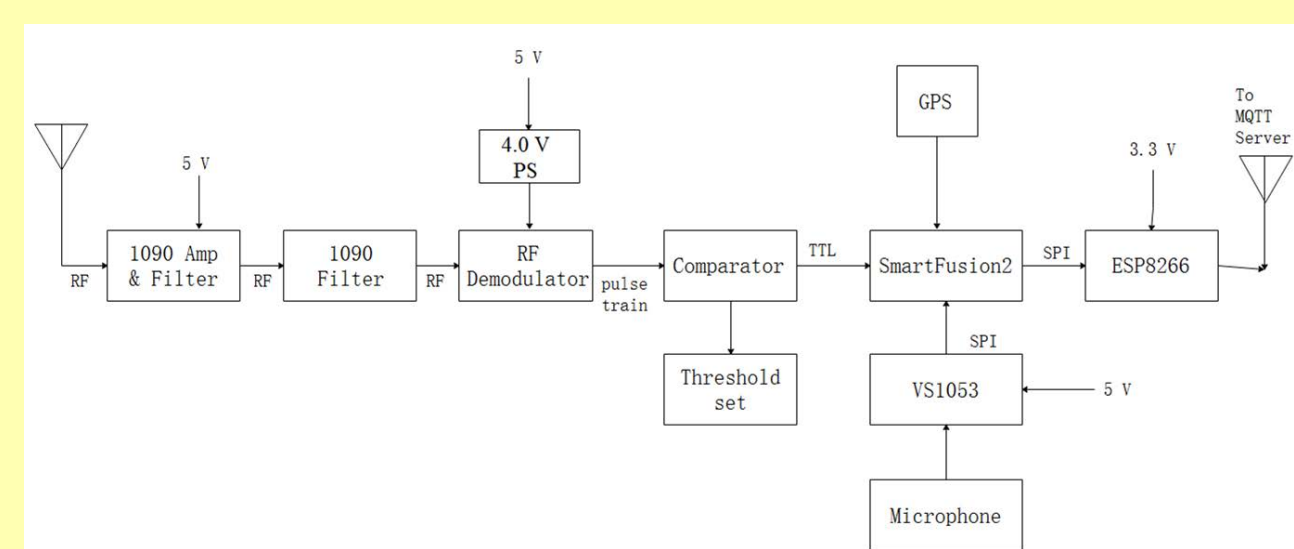 5 V
4.0 V
PS
GPS
To
MQTT
Server
5 V
3.3 V
RF
1090 Amp
& Filter
RF
1090
Filter
RF
RF
Demodulator
pulse
train
Comparator
TTL
SmartFusion2
SPI
ESP8266
Threshold
set
SPI
VS1053
5 V
Microphone